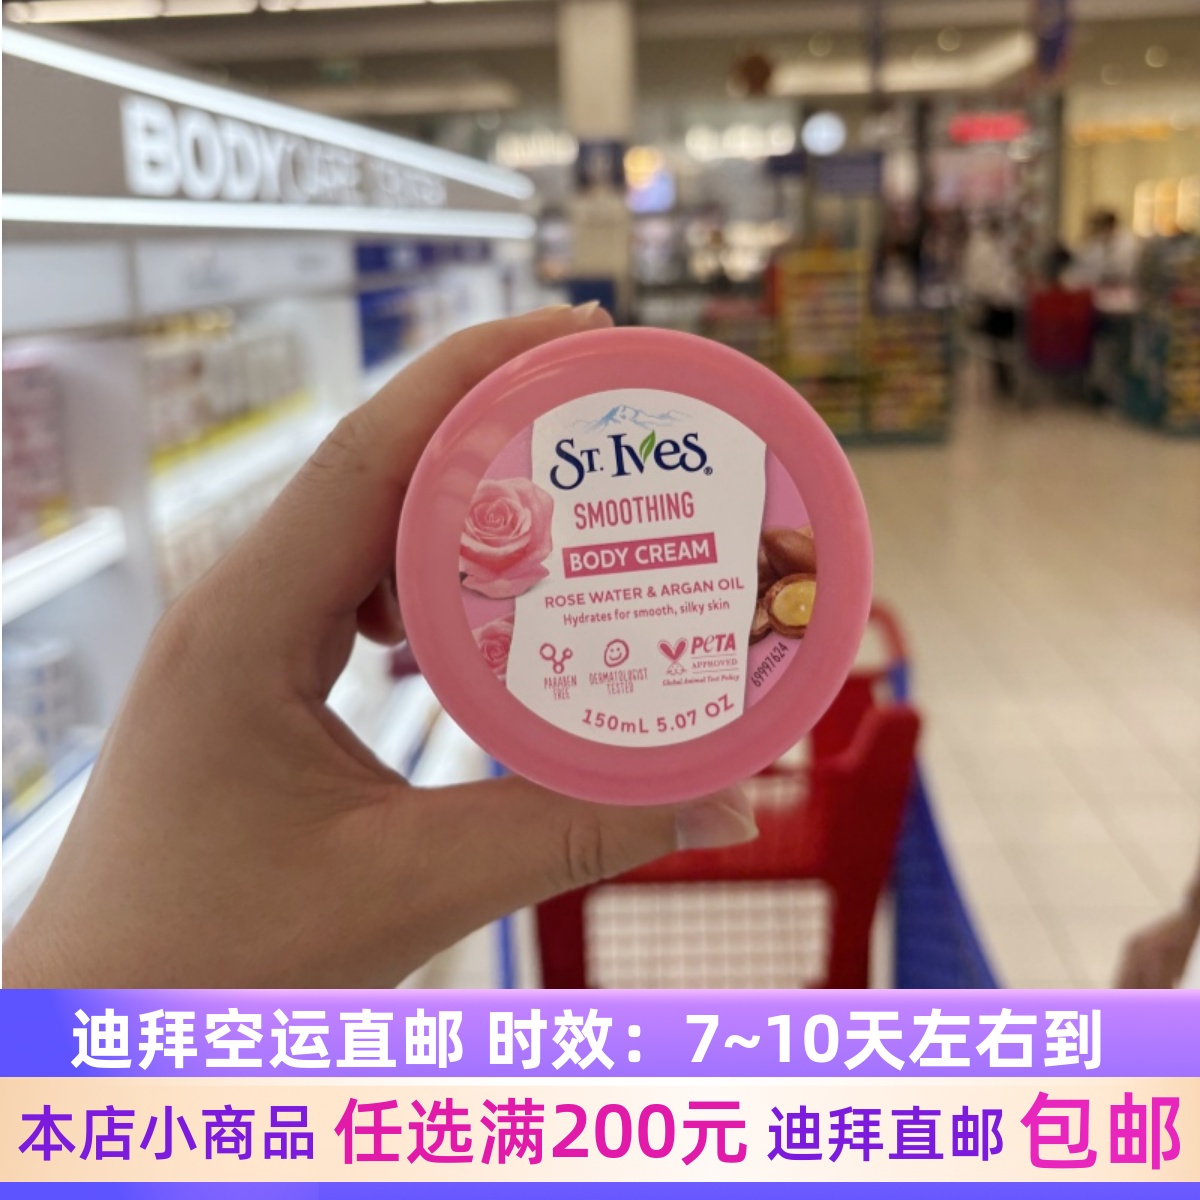 BODY CARE
ST. IVES
SMOOTHING
BODY CREAM
ROSE WATER & ARGAN OIL
Hydrates for smooth, silky skin
PARABEN FREE
DERMATOLOGIST TESTED
PeTA
APPROVED
Global Animal Test Policy
69997624
150mL 5.07 OZ
迪拜空运直邮 时效：7~10天左右到
本店小商品 任选满200元 迪拜直邮 包邮